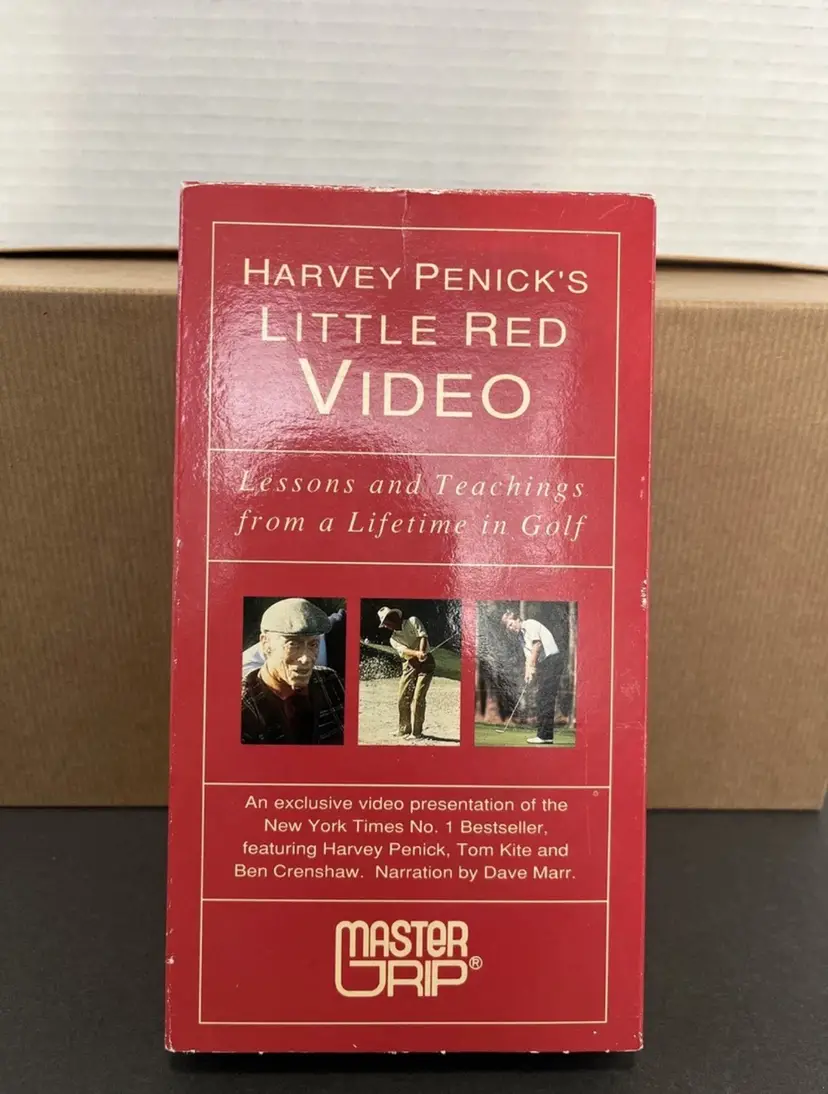 HARVEY PENICK'S
LITTLE RED
VIDEO
Lessons and Teachings
from a Lifetime in Golf
An exclusive video presentation of the
New York Times No. 1 Bestseller,
featuring Harvey Penick, Tom Kite and
Ben Crenshaw. Narration by Dave Marr.
MASTER
GRIP®